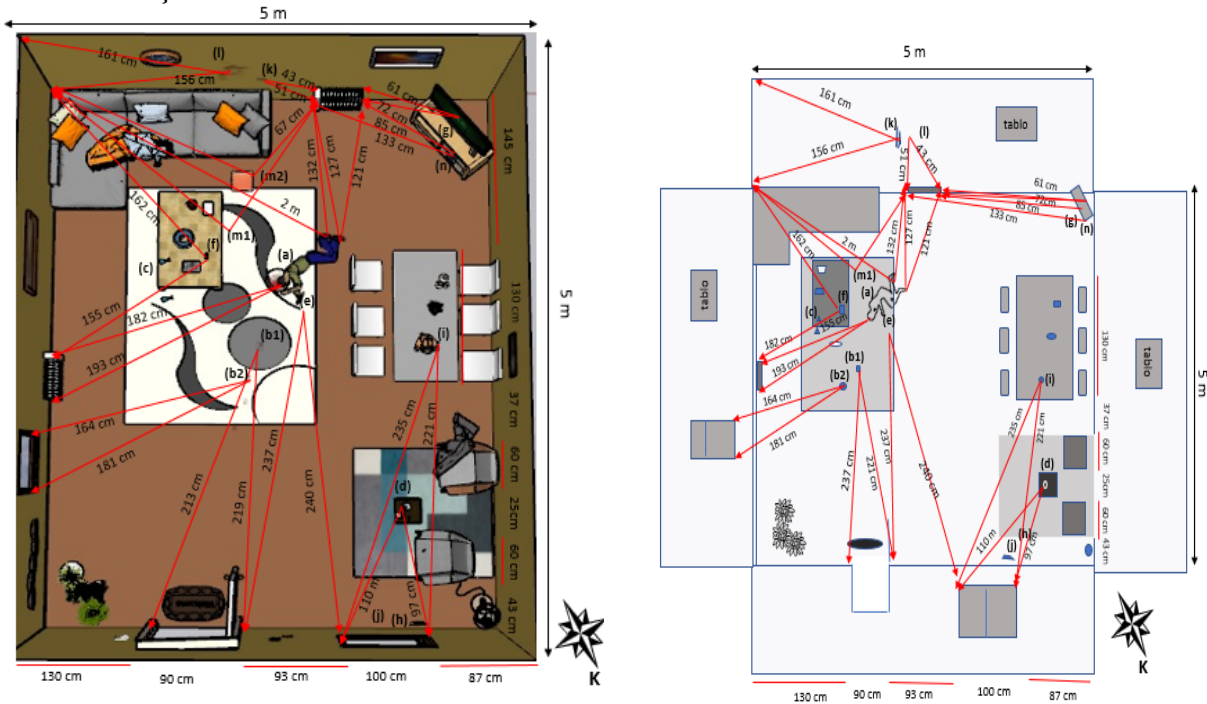 5 m
5 m
161 cm
(l)
156 cm
(k)
43 cm
51 cm
61 cm
72 cm
85 cm
133 cm
(g)
(n)
145 cm
67 cm
132 cm
127 cm
121 cm
(m2)
162 cm
2 m
(m1)
(f)
(c)
(a)
(e)
155 cm
182 cm
193 cm
(b1)
(b2)
(i)
130 cm
37 cm
164 cm
181 cm
213 cm
219 cm
237 cm
240 cm
235 cm
221 cm
(d)
60 cm
25cm
60 cm
43 cm
110 m
97 cm
(j)
(h)
130 cm
90 cm
93 cm
100 cm
87 cm
K
5 m
5 m
161 cm
(k)
(l)
tablo
156 cm
51 cm
43 cm
61 cm
72cm
85 cm
133 cm
(g)
(n)
162 cm
2 m
132 cm
127 cm
121 cm
(m1)
(a)
(f)
(c)
(e)
tablo
155 cm
182 cm
193 cm
(b1)
(b2)
164 cm
181 cm
237 cm
221 cm
237 cm
240 cm
(i)
130 cm
tablo
235 cm
221 cm
37 cm
60 cm
25cm
60 cm
43 cm
(d)
(h)
(j)
110 m
97 cm
130 cm
90 cm
93 cm
100 cm
87 cm
K